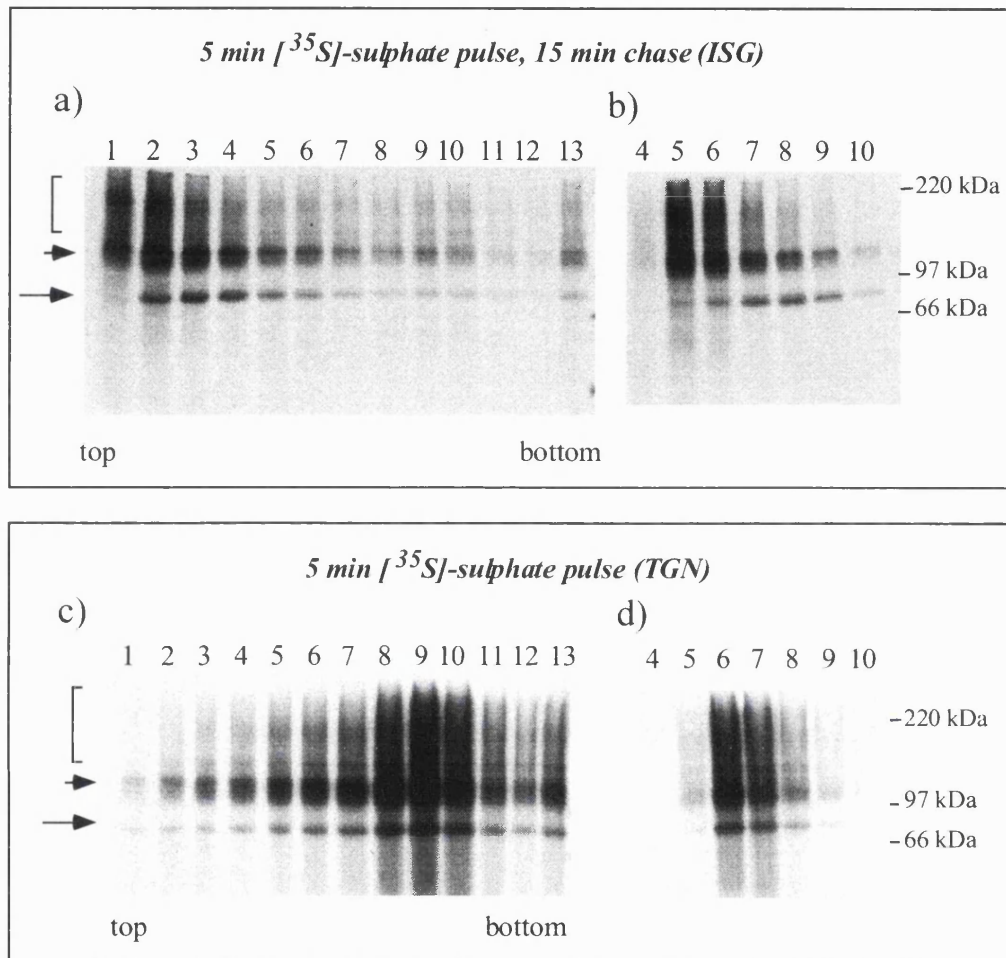 5 min [ 35S]-sulphate pulse, 15 min chase (ISG)
a)
b)
1 2 3 4 5 6 7 8 9 10 11 12 13
4 5 6 7 8 9 10
220 kDa
97 kDa
66 kDa
top
bottom
5 min [ 35S]-sulphate pulse (TGN)
c)
d)
1 2 3 4 5 6 7 8 9 10 11 12 13
4 5 6 7 8 9 10
220 kDa
97 kDa
66 kDa
top
bottom